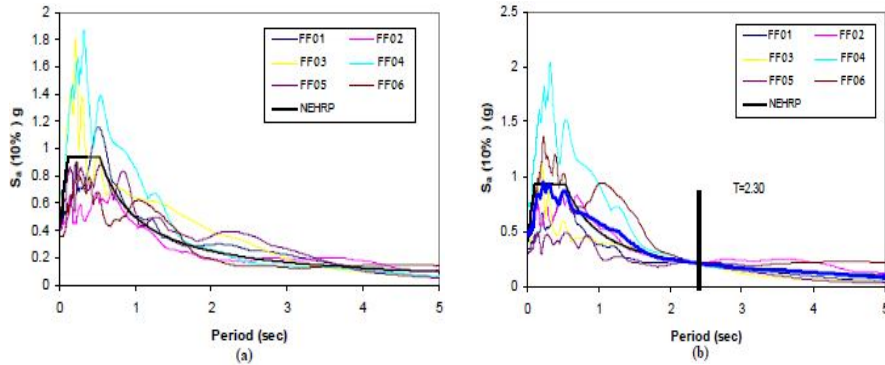 2
1.8
1.6
1.4
1.2
1
0.8
0.6
0.4
0.2
0
Sa (10% ) g
FF01 FF02
FF03 FF04
FF05 FF06
NEHRP
0 1 2 3 4 5
Period (sec)
(a)
2.5
2
1.5
1
0.5
0
Sa (10% ) (g)
FF01 FF02
FF03 FF04
FF05 FF06
NEHRP
T=2.30
0 1 2 3 4 5
Period (sec)
(b)